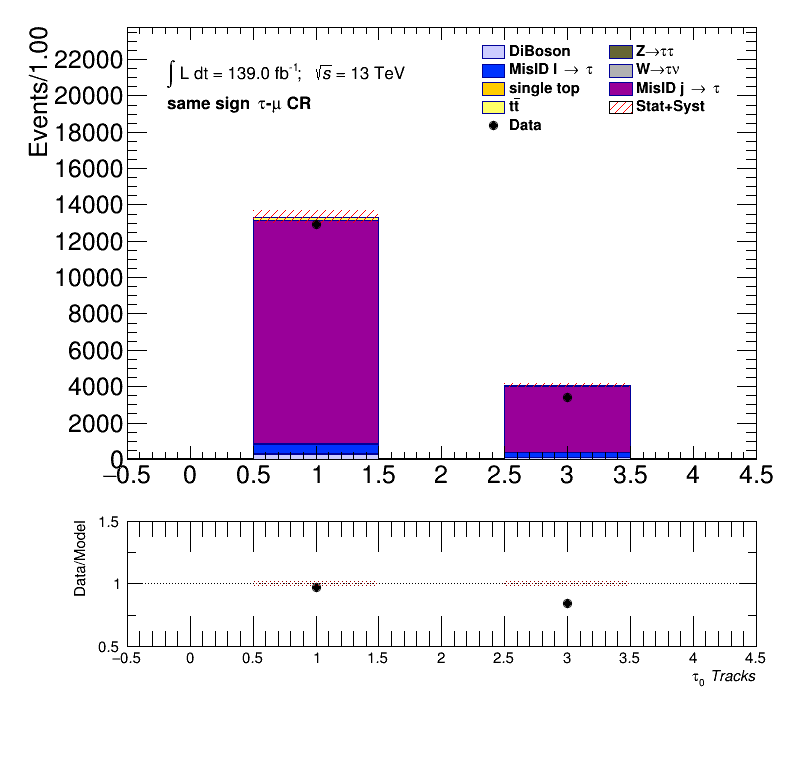 Events/1.00
22000
20000
18000
16000
14000
12000
10000
8000
6000
4000
2000
0
∫ L dt = 139.0 fb⁻¹; √s = 13 TeV
same sign τ-μ CR
DiBoson
MisID l → τ
single top
tt̄
Data
Z→ττ
W→τν
MisID j → τ
Stat+Syst
−0.5 0 0.5 1 1.5 2 2.5 3 3.5 4 4.5
Data/Model
1.5
1
0.5
−0.5 0 0.5 1 1.5 2 2.5 3 3.5 4 4.5
τ₀ Tracks